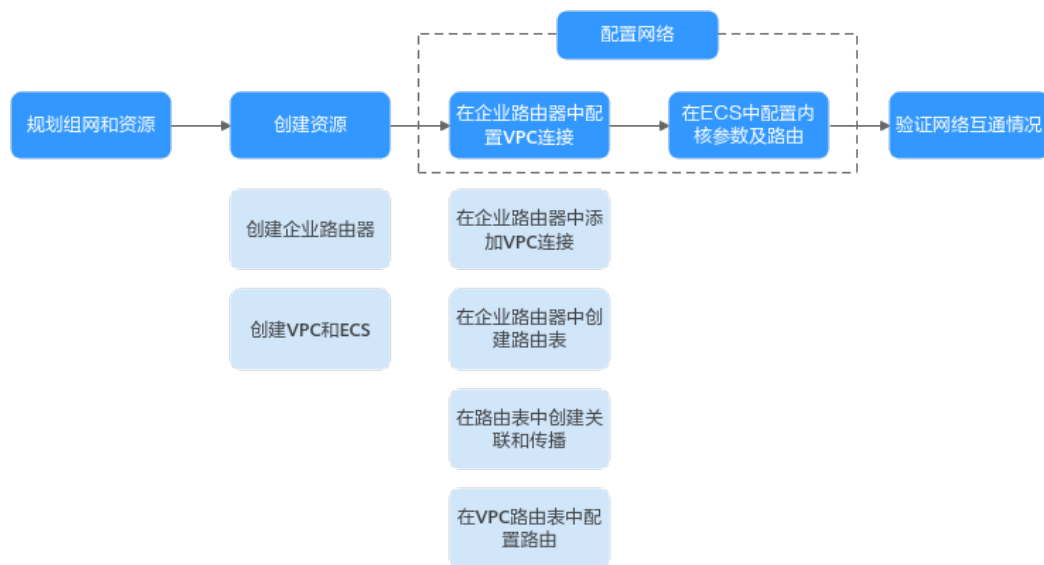 配置网络
规划组网和资源
创建资源
在企业路由器中配
置VPC连接
在ECS中配置内
核参数及路由
验证网络互通情况
创建企业路由器
创建VPC和ECS
在企业路由器中添
加VPC连接
在企业路由器中创
建路由表
在路由表中创建关
联和传播
在VPC路由表中配
置路由